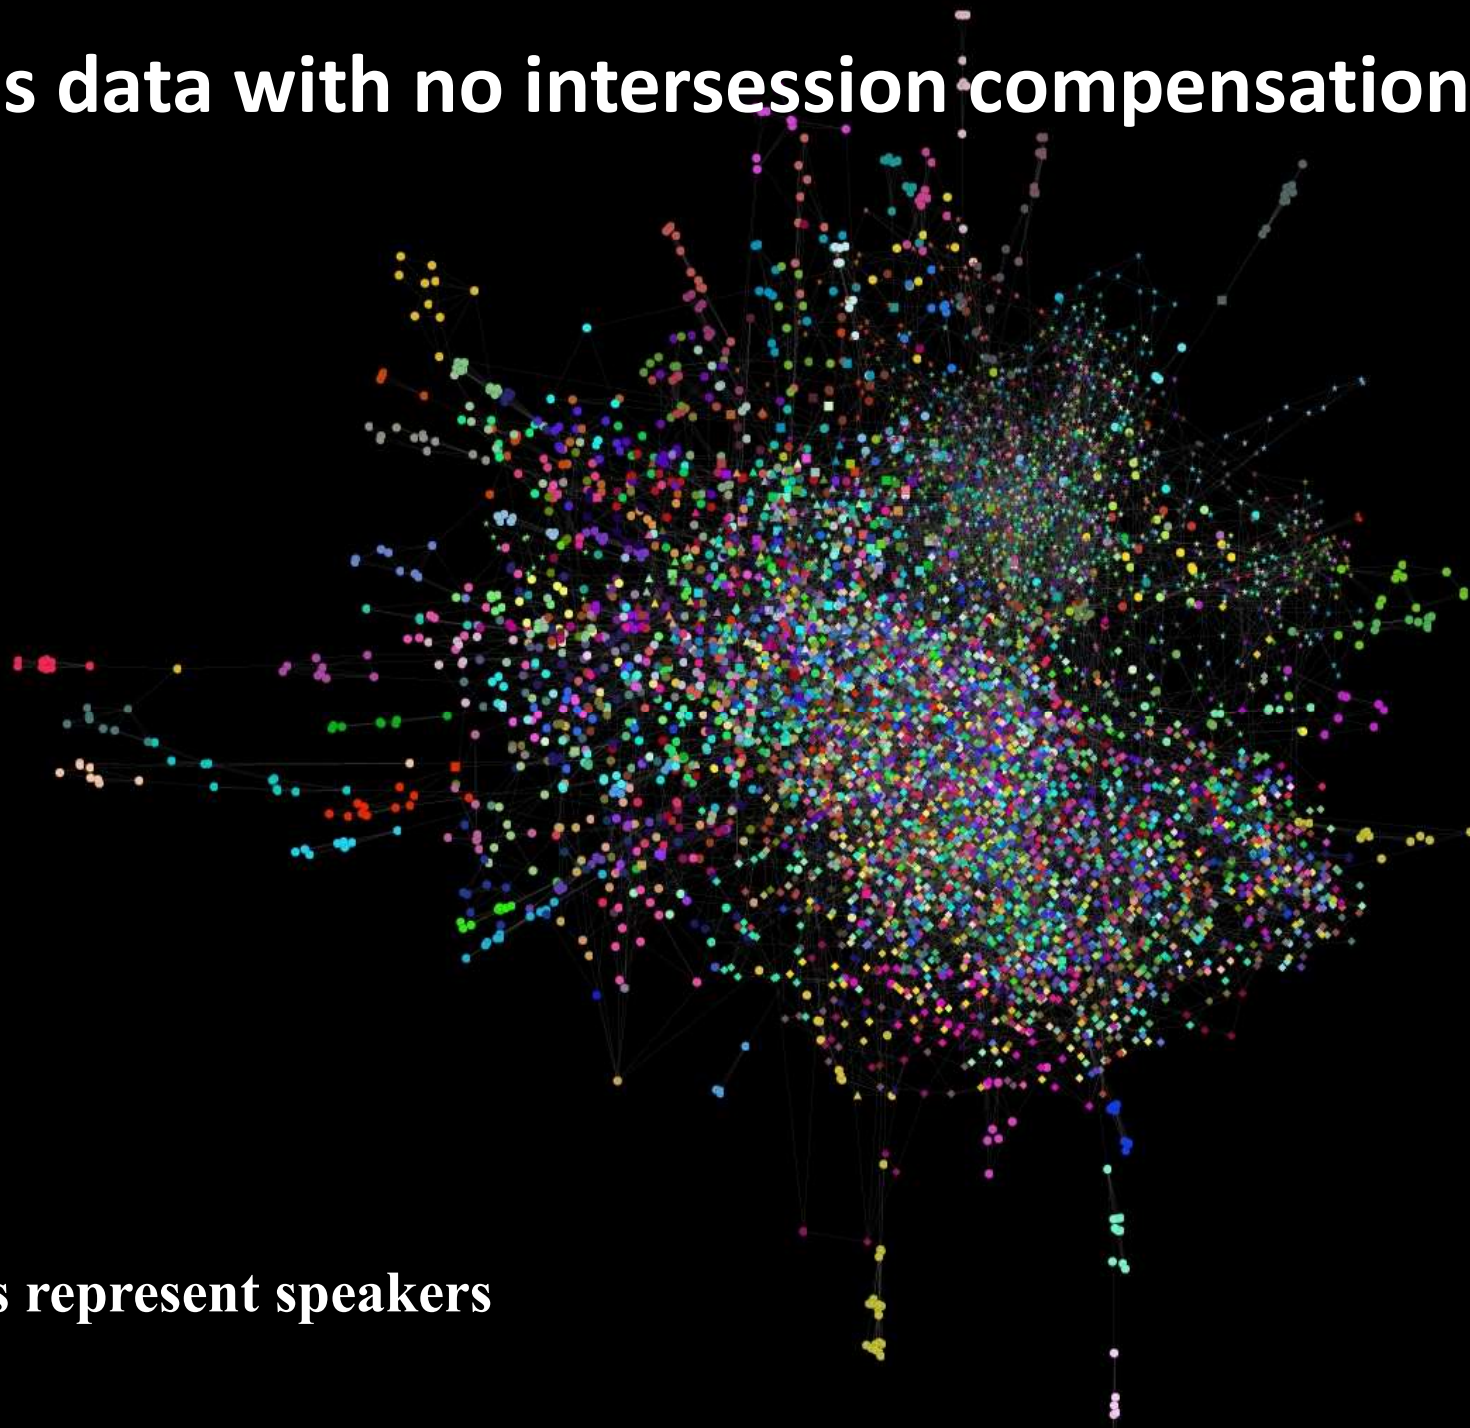 s data with no intersession compensation
s represent speakers